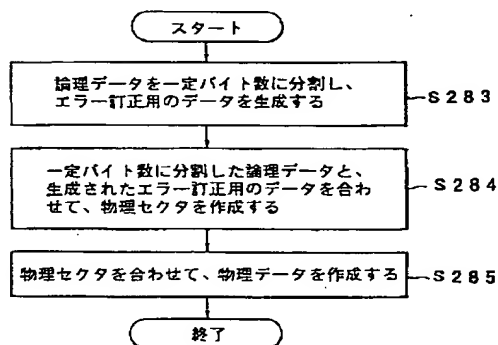 スタート
論理データを一定バイト数に分割し、
エラー訂正用のデータを生成する
S283
一定バイト数に分割した論理データと、
生成されたエラー訂正用のデータを合わ
せて、物理セクタを作成する
S284
物理セクタを合わせて、物理データを作成する
S285
終了